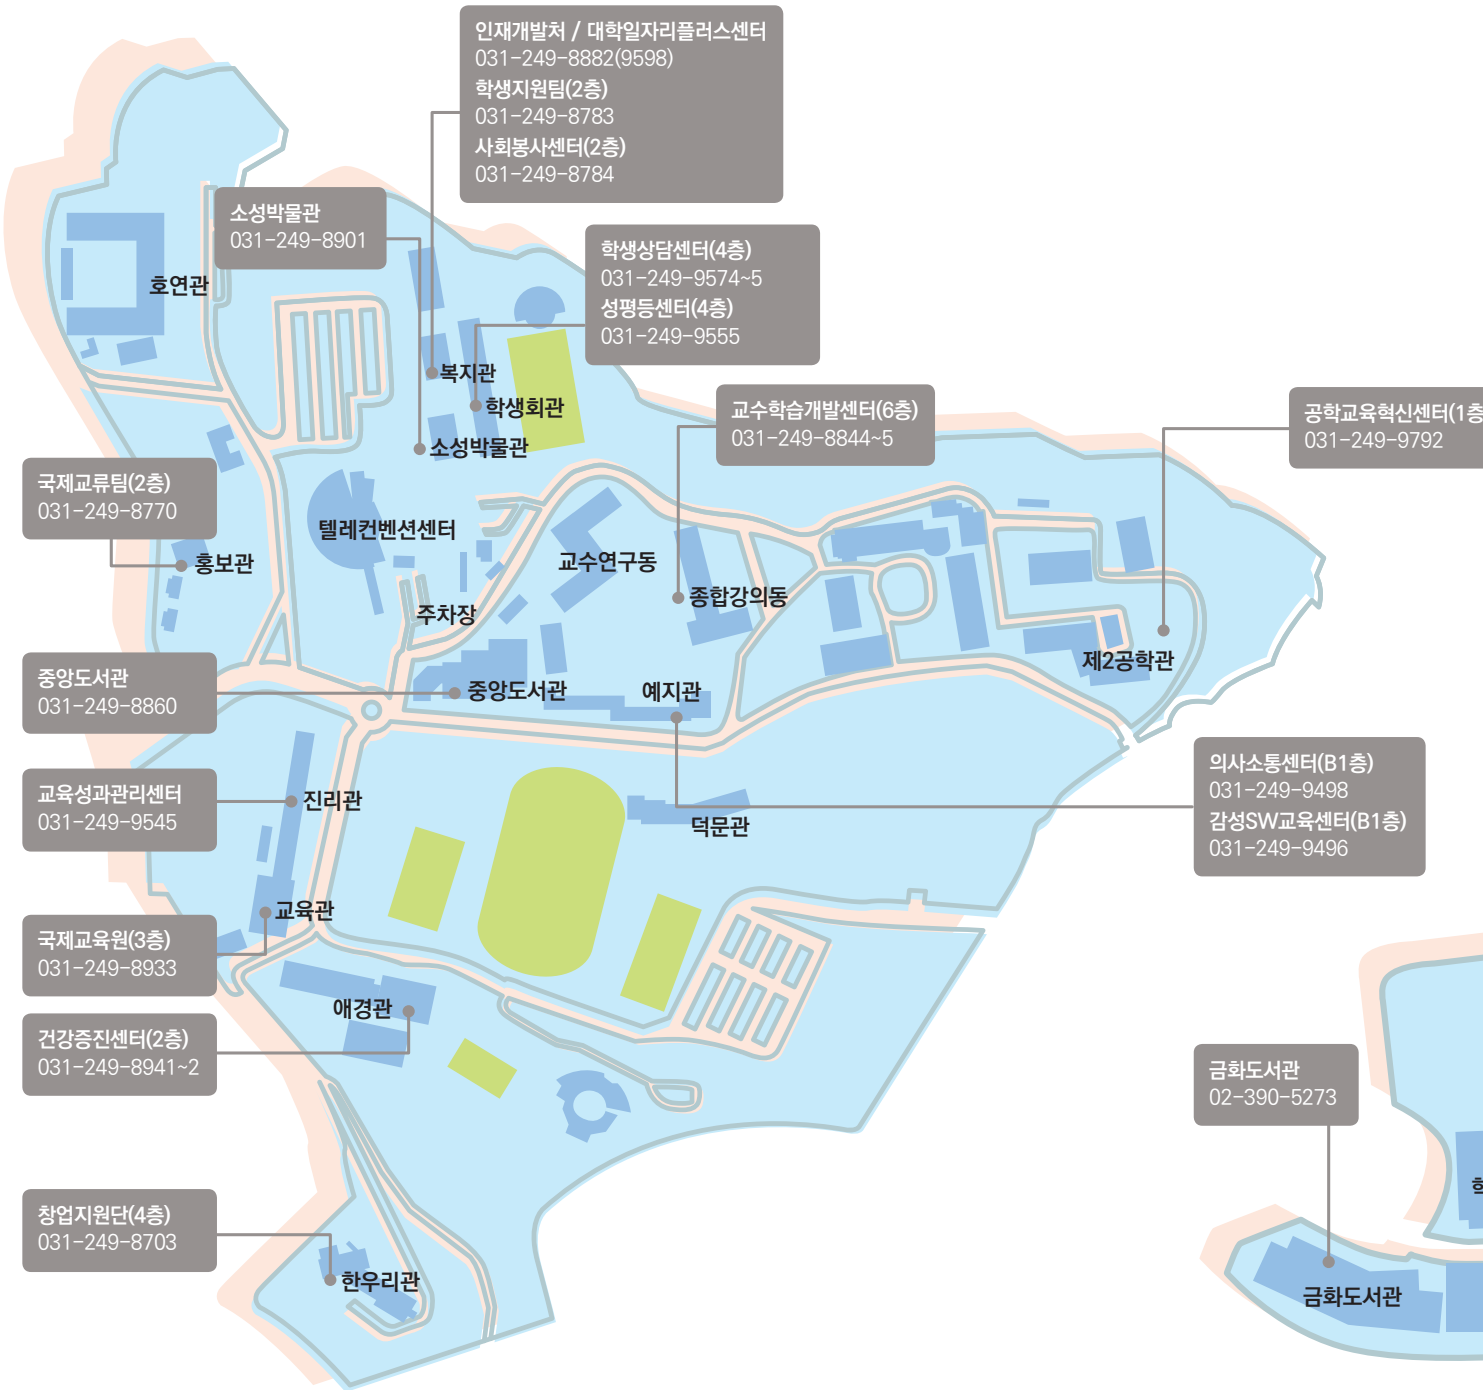 인재개발처 / 대학일자리플러스센터
031-249-8882(9598)
학생지원팀(2층)
031-249-8783
사회봉사센터(2층)
031-249-8784
소성박물관
031-249-8901
학생상담센터(4층)
031-249-9574~5
성평등센터(4층)
031-249-9555
호연관
복지관
학생회관
소성박물관
교수학습개발센터(6층)
031-249-8844~5
공학교육혁신센터(1층
031-249-9792
국제교류팀(2층)
031-249-8770
텔레컨벤션센터
홍보관
교수연구동
종합강의동
주차장
제2공학관
중앙도서관
031-249-8860
중앙도서관
예지관
교육성과관리센터
031-249-9545
진리관
덕문관
의사소통센터(B1층)
031-249-9498
감성SW교육센터(B1층)
031-249-9496
교육관
국제교육원(3층)
031-249-8933
애경관
건강증진센터(2층)
031-249-8941~2
금화도서관
02-390-5273
창업지원단(4층)
031-249-8703
한우리관
금화도서관